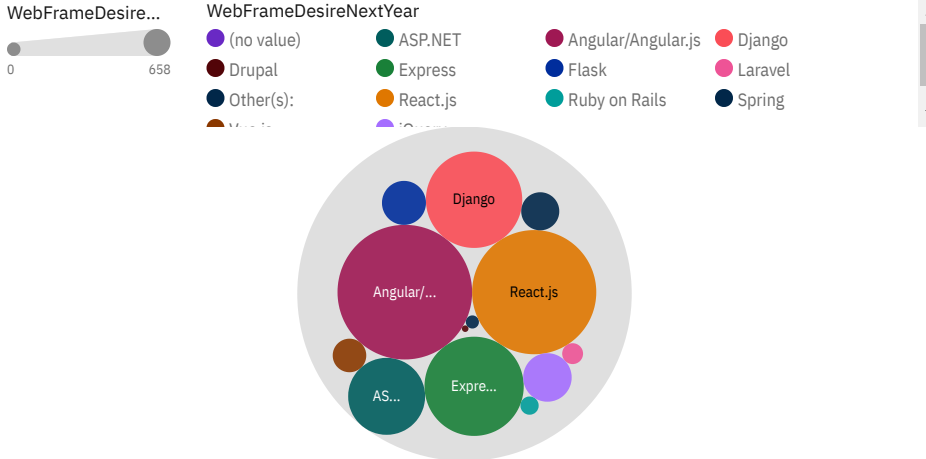 WebFrameDesire...
0 658
WebFrameDesireNextYear
(no value) ASP.NET Angular/Angular.js Django
Drupal Express Flask Laravel
Other(s): React.js Ruby on Rails Spring
Django
Angular/... React.js
Expre...
AS...